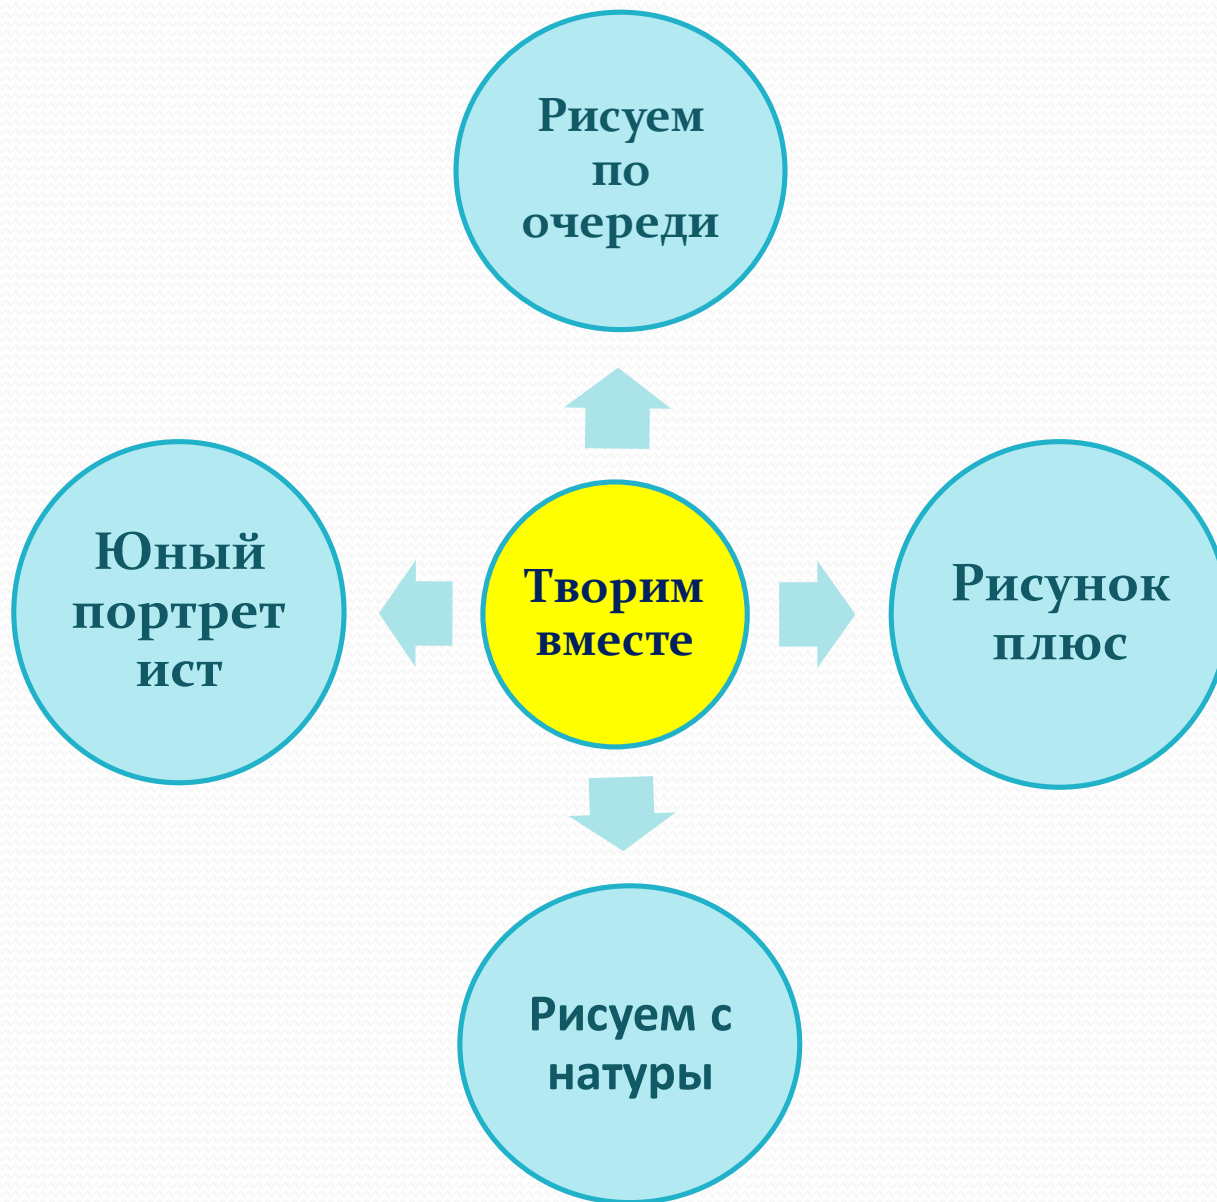 Рисуем
по
очереди
Юный
портрет
ист
Творим
вместе
Рисунок
плюс
Рисуем с
натуры